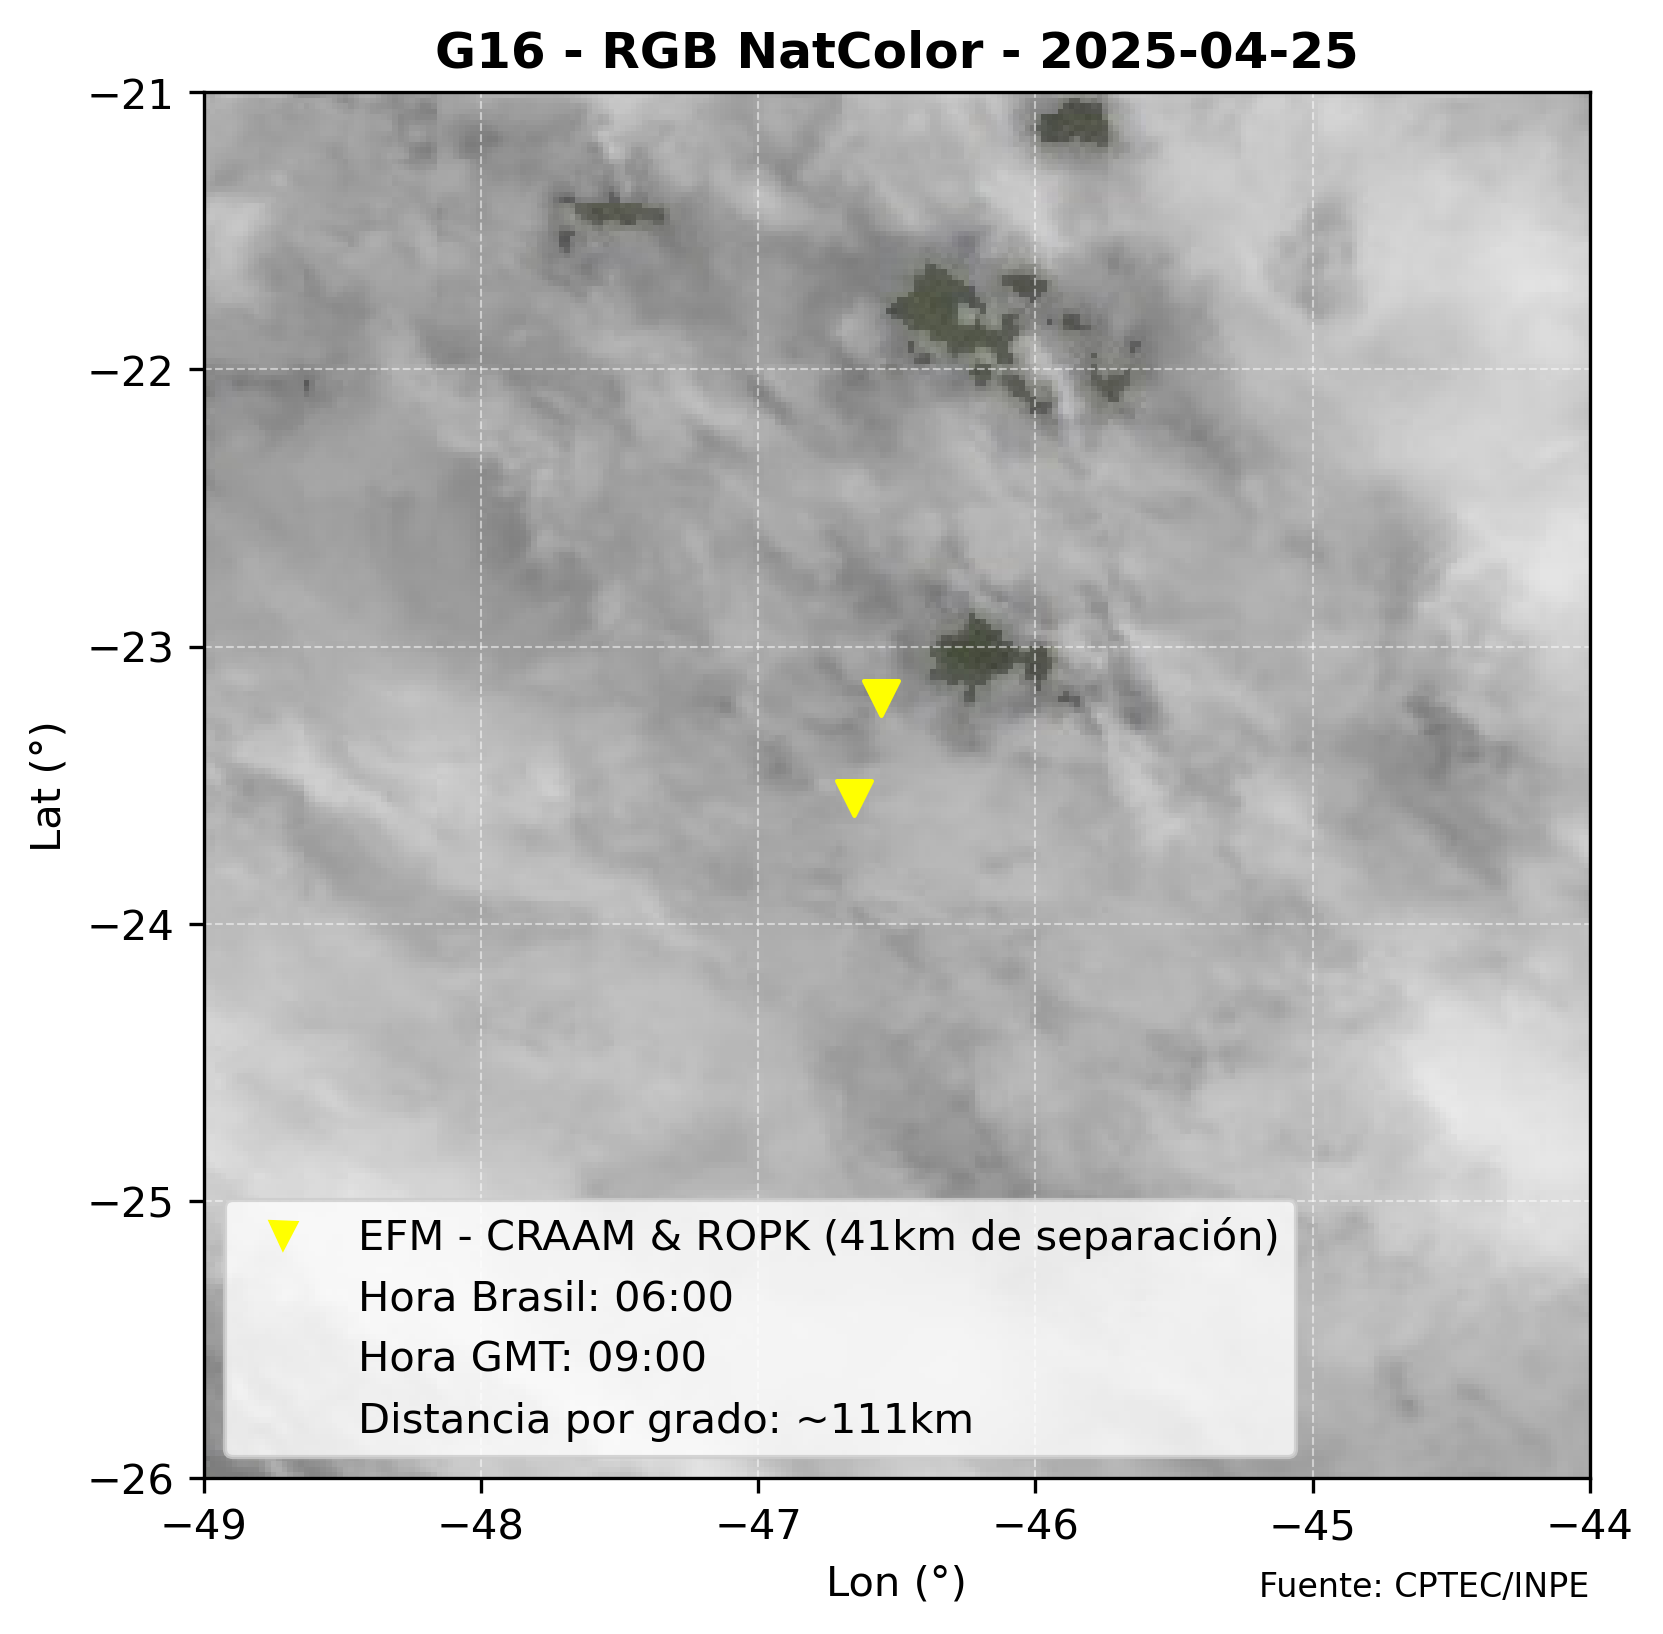 G16 - RGB NatColor - 2025-04-25
−21
−22
−23
−24
−25
−26
Lat (°)
EFM - CRAAM & ROPK (41km de separación)
Hora Brasil: 06:00
Hora GMT: 09:00
Distancia por grado: ~111km
−49 −48 −47 −46 −45 −44
Lon (°)
Fuente: CPTEC/INPE